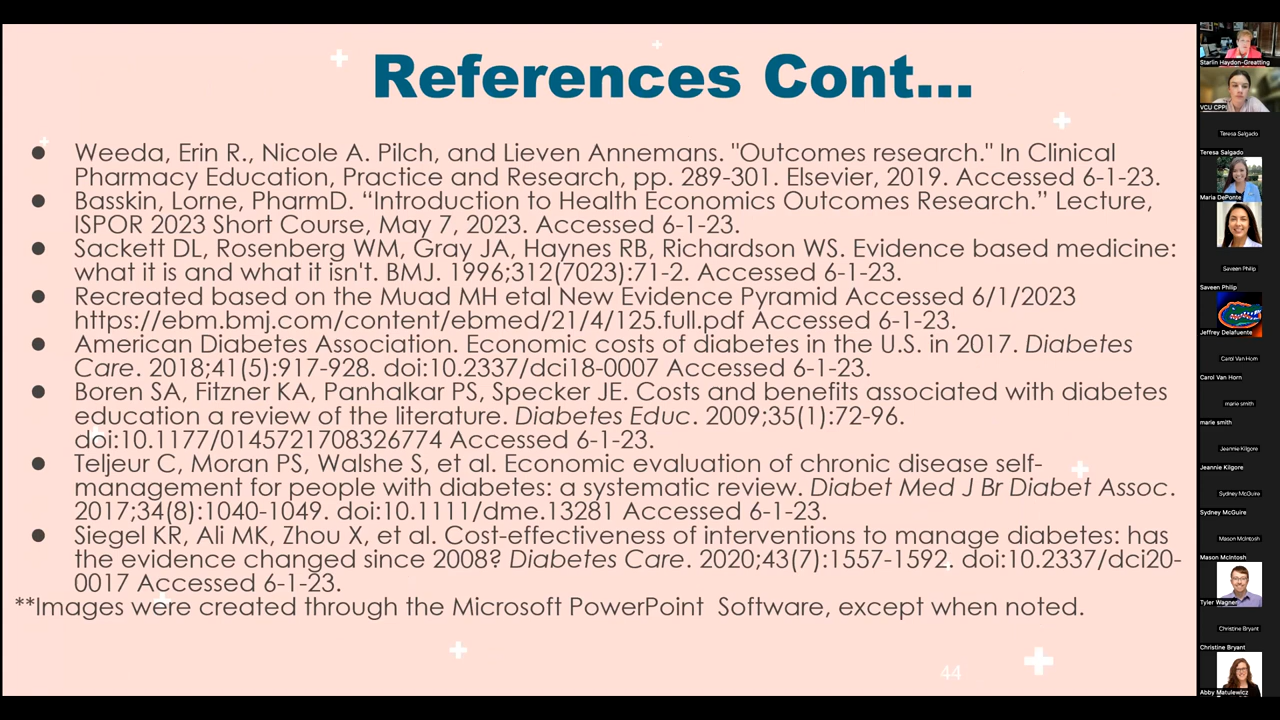 References Cont...
● Weeda, Erin R., Nicole A. Pilch, and Lieven Annemans. "Outcomes research." In Clinical
Pharmacy Education, Practice and Research, pp. 289-301. Elsevier, 2019. Accessed 6-1-23.
● Basskin, Lorne, PharmD. “Introduction to Health Economics Outcomes Research.” Lecture,
ISPOR 2023 Short Course, May 7, 2023. Accessed 6-1-23.
● Sackett DL, Rosenberg WM, Gray JA, Haynes RB, Richardson WS. Evidence based medicine:
what it is and what it isn't. BMJ. 1996;312(7023):71-2. Accessed 6-1-23.
● Recreated based on the Muad MH etal New Evidence Pyramid Accessed 6/1/2023
https://ebm.bmj.com/content/ebmed/21/4/125.full.pdf Accessed 6-1-23.
● American Diabetes Association. Economic costs of diabetes in the U.S. in 2017. Diabetes
Care. 2018;41(5):917-928. doi:10.2337/dci18-0007 Accessed 6-1-23.
● Boren SA, Fitzner KA, Panhalkar PS, Specker JE. Costs and benefits associated with diabetes
education a review of the literature. Diabetes Educ. 2009;35(1):72-96.
doi:10.1177/0145721708326774 Accessed 6-1-23.
● Teljeur C, Moran PS, Walshe S, et al. Economic evaluation of chronic disease self-
management for people with diabetes: a systematic review. Diabet Med J Br Diabet Assoc.
2017;34(8):1040-1049. doi:10.1111/dme.13281 Accessed 6-1-23.
● Siegel KR, Ali MK, Zhou X, et al. Cost-effectiveness of interventions to manage diabetes: has
the evidence changed since 2008? Diabetes Care. 2020;43(7):1557-1592. doi:10.2337/dci20-
0017 Accessed 6-1-23.
**Images were created through the Microsoft PowerPoint Software, except when noted.
44
Starlin Haydon-Greatting
VCU CPPI
Teresa Salgado
Teresa Salgado
Maria DePonte
Saveen Philip
Saveen Philip
Jeffrey Delafuente
Carol Van Horn
Carol Van Horn
marie smith
marie smith
Jeannie Kilgore
Jeannie Kilgore
Sydney McGuire
Sydney McGuire
Mason McIntosh
Mason McIntosh
Tyler Wagner
Christine Bryant
Christine Bryant
Abby Matulewicz